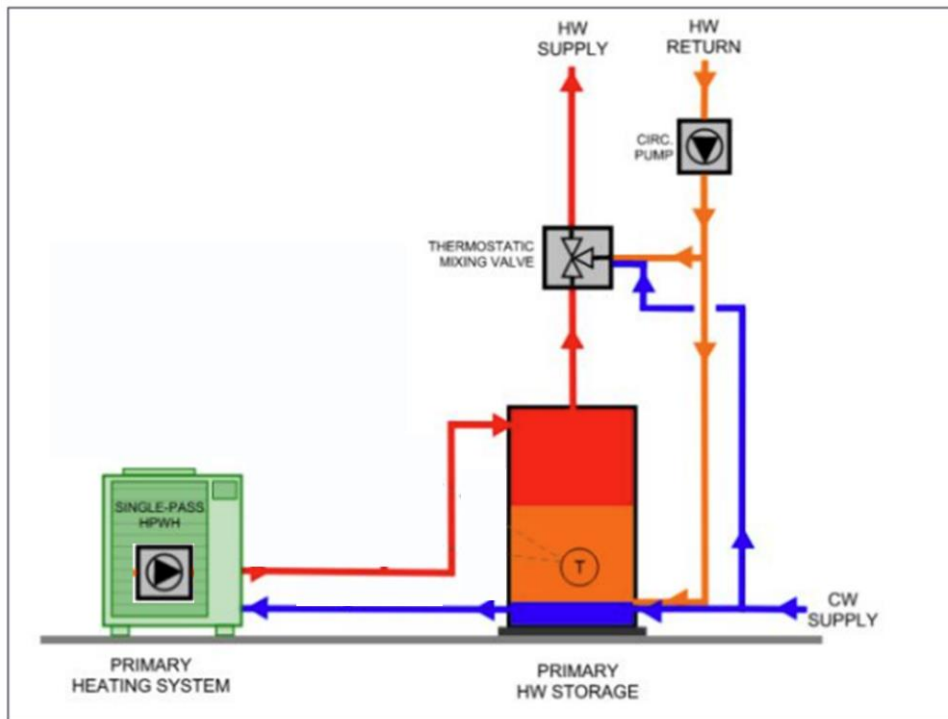 HW
SUPPLY
HW
RETURN
CIRC.
PUMP
THERMOSTATIC
MIXING VALVE
SINGLE-PASS
HPWH
T
CW
SUPPLY
PRIMARY
HEATING SYSTEM
PRIMARY
HW STORAGE